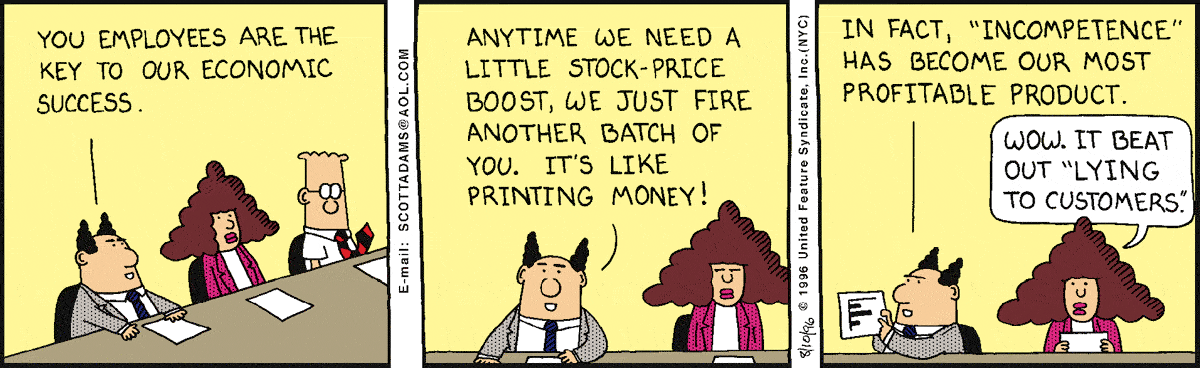 YOU EMPLOYEES ARE THE
KEY TO OUR ECONOMIC
SUCCESS.
E-mail: SCOTTADAMS@AOL.COM
ANYTIME WE NEED A
LITTLE STOCK-PRICE
BOOST, WE JUST FIRE
ANOTHER BATCH OF
YOU. IT'S LIKE
PRINTING MONEY!
8/10/96 © 1996 United Feature Syndicate, Inc.(NYC)
IN FACT, "INCOMPETENCE"
HAS BECOME OUR MOST
PROFITABLE PRODUCT.
WOW. IT BEAT
OUT "LYING
TO CUSTOMERS."